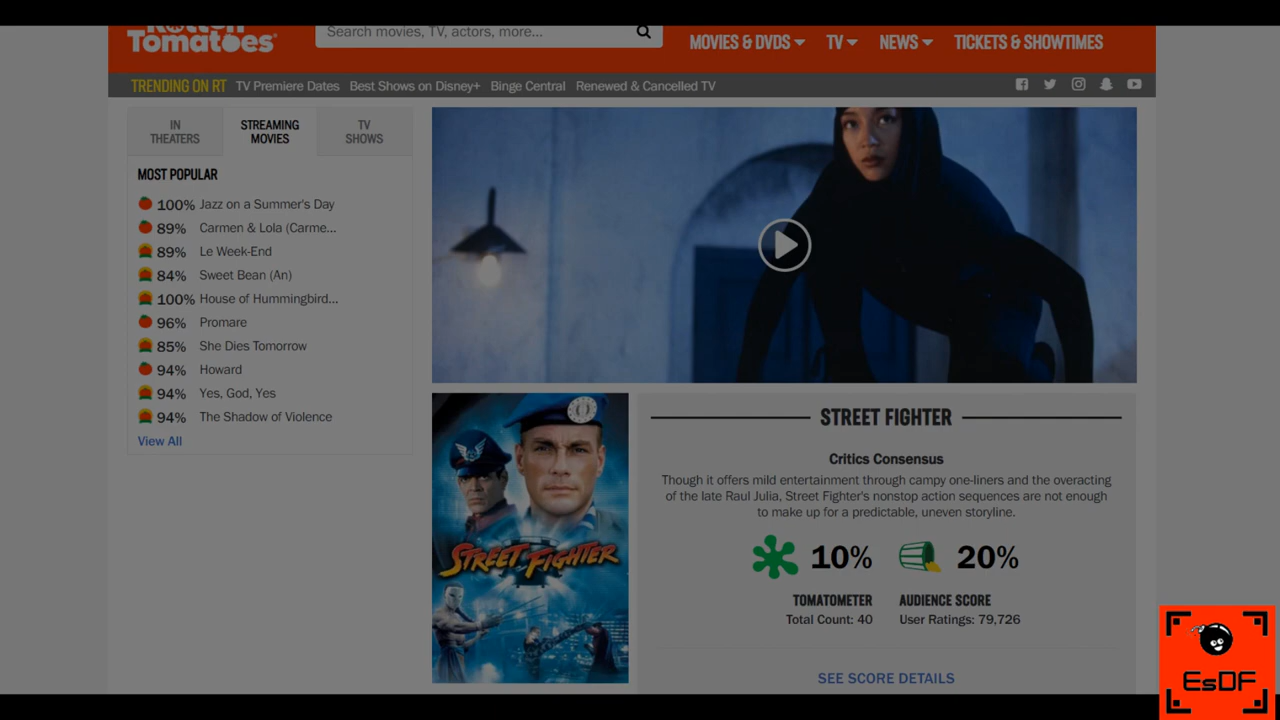 Rotten
Tomatoes
Search movies, TV, actors, more...
MOVIES & DVDS
TV
NEWS
TICKETS & SHOWTIMES
TRENDING ON RT
TV Premiere Dates
Best Shows on Disney+
Binge Central
Renewed & Cancelled TV
IN
THEATERS
STREAMING
MOVIES
TV
SHOWS
MOST POPULAR
100% Jazz on a Summer's Day
89% Carmen & Lola (Carme...
89% Le Week-End
84% Sweet Bean (An)
100% House of Hummingbird...
96% Promare
85% She Dies Tomorrow
94% Howard
94% Yes, God, Yes
94% The Shadow of Violence
View All
STREET FIGHTER
STREET FIGHTER
Critics Consensus
Though it offers mild entertainment through campy one-liners and the overacting
of the late Raul Julia, Street Fighter's nonstop action sequences are not enough
to make up for a predictable, uneven storyline.
10%
20%
TOMATOMETER
AUDIENCE SCORE
Total Count: 40
User Ratings: 79,726
SEE SCORE DETAILS
EsDF